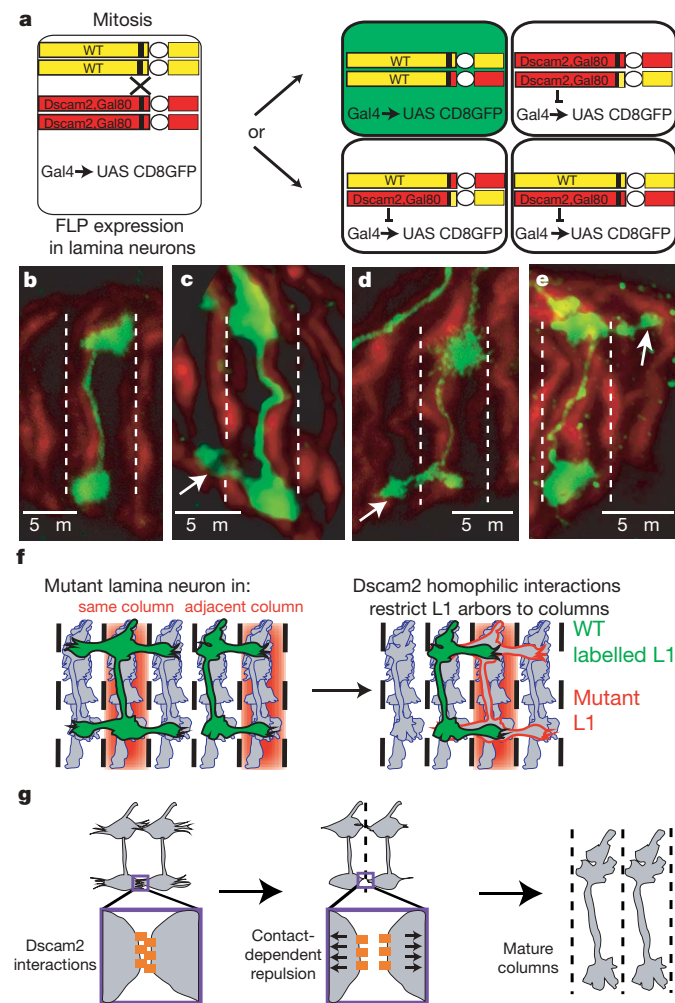 a
Mitosis
WT
WT
Dscam2,Gal80
Dscam2,Gal80
Gal4 → UAS CD8GFP
FLP expression
in lamina neurons
or
WT
WT
Gal4 → UAS CD8GFP
Dscam2,Gal80
Dscam2,Gal80
Gal4 → UAS CD8GFP
WT
Dscam2,Gal80
Gal4 → UAS CD8GFP
WT
Dscam2,Gal80
Gal4 → UAS CD8GFP
b
5 m
c
5 m
d
5 m
e
5 m
f
Mutant lamina neuron in:
same column adjacent column
Dscam2 homophilic interactions
restrict L1 arbors to columns
WT
labelled L1
Mutant
L1
g
Dscam2
interactions
Contact-
dependent
repulsion
Mature
columns